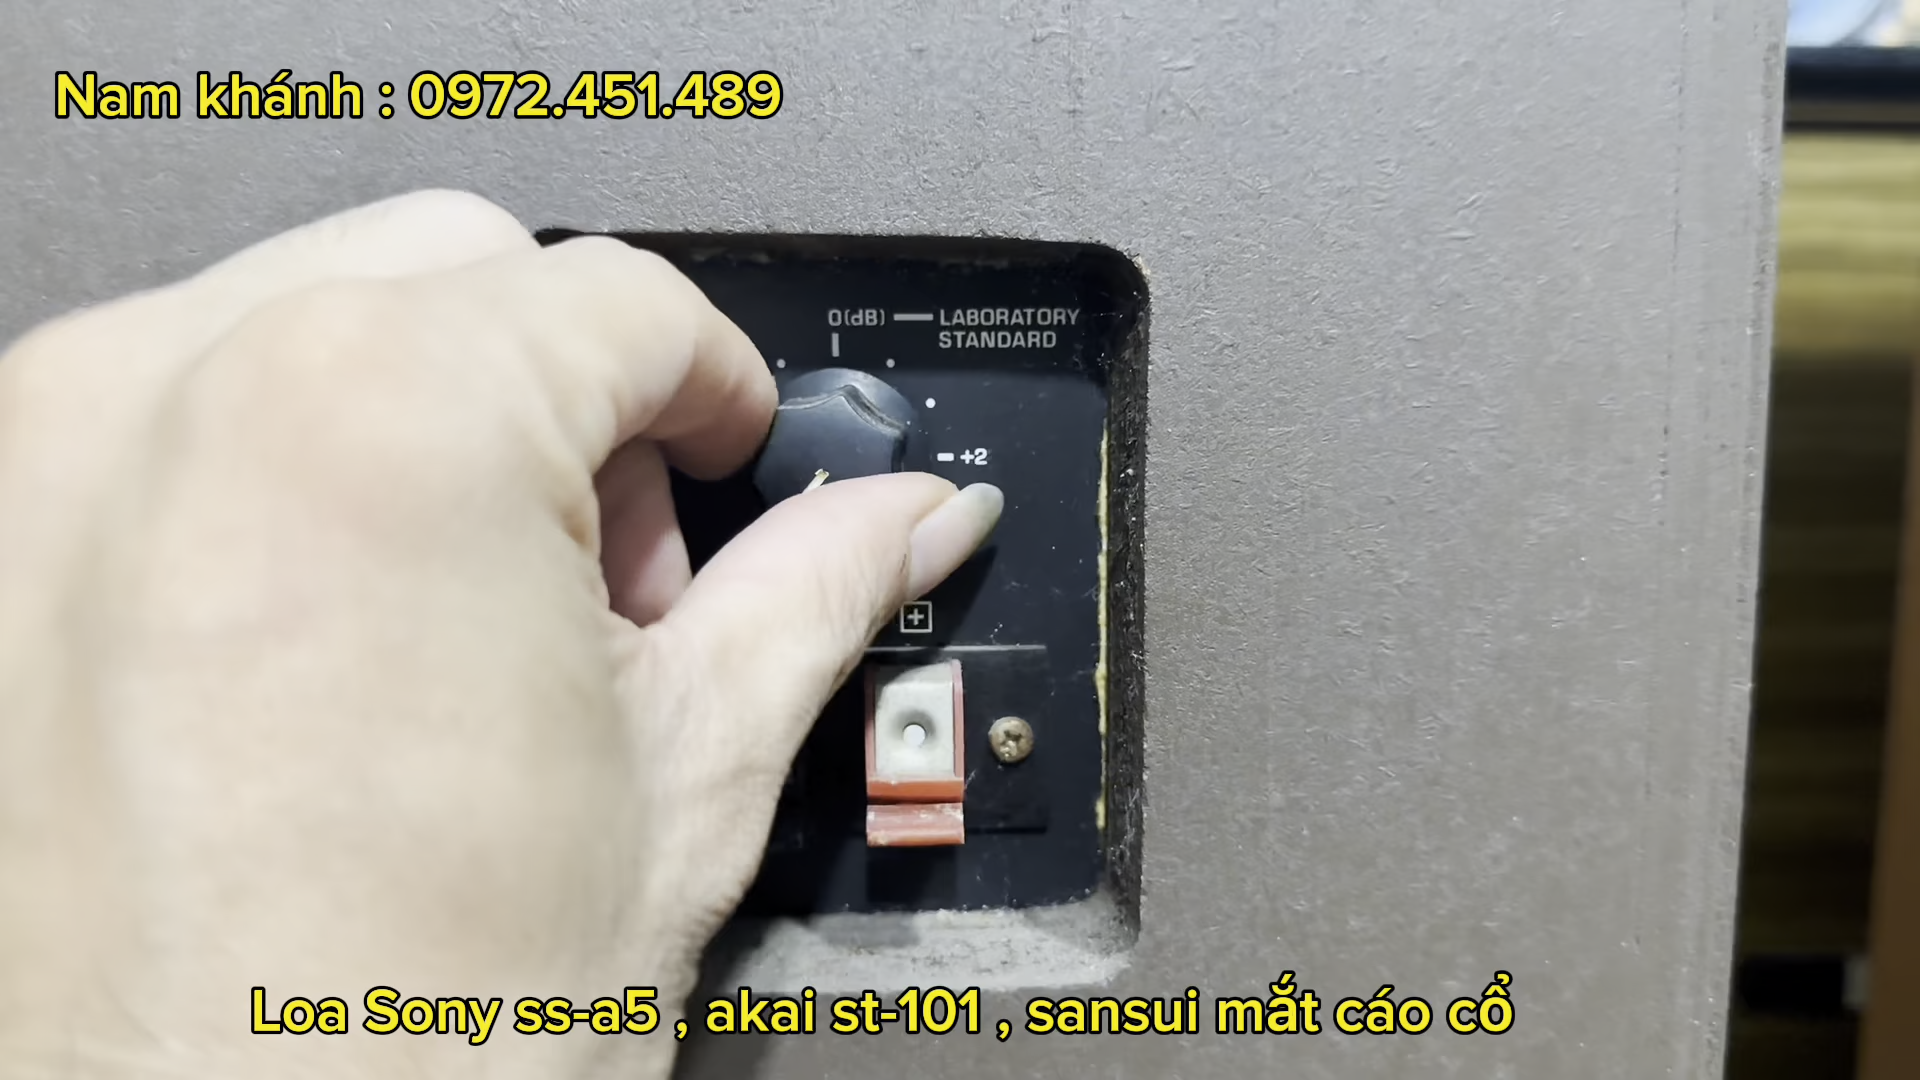 Nam khánh : 0972.451.489
0(dB) — LABORATORY
STANDARD
+2
+
Loa Sony ss-a5 , akai st-101 , sansui mắt cáo cổ